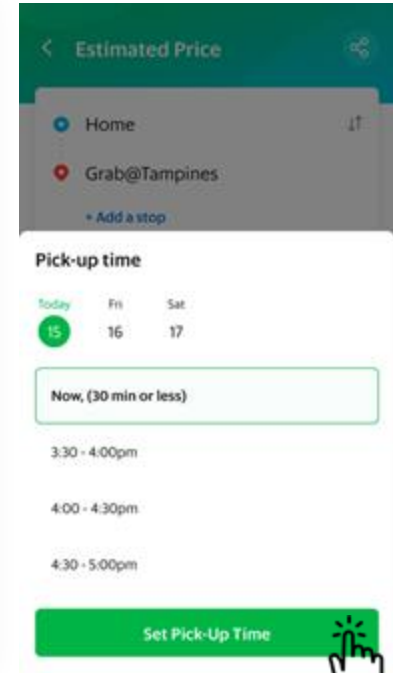 Estimated Price
Home
Grab@Tampines
+ Add a stop
Pick-up time
Today Fri Sat
15 16 17
Now, (30 min or less)
3:30 - 4:00pm
4:00 - 4:30pm
4:30 - 5:00pm
Set Pick-Up Time